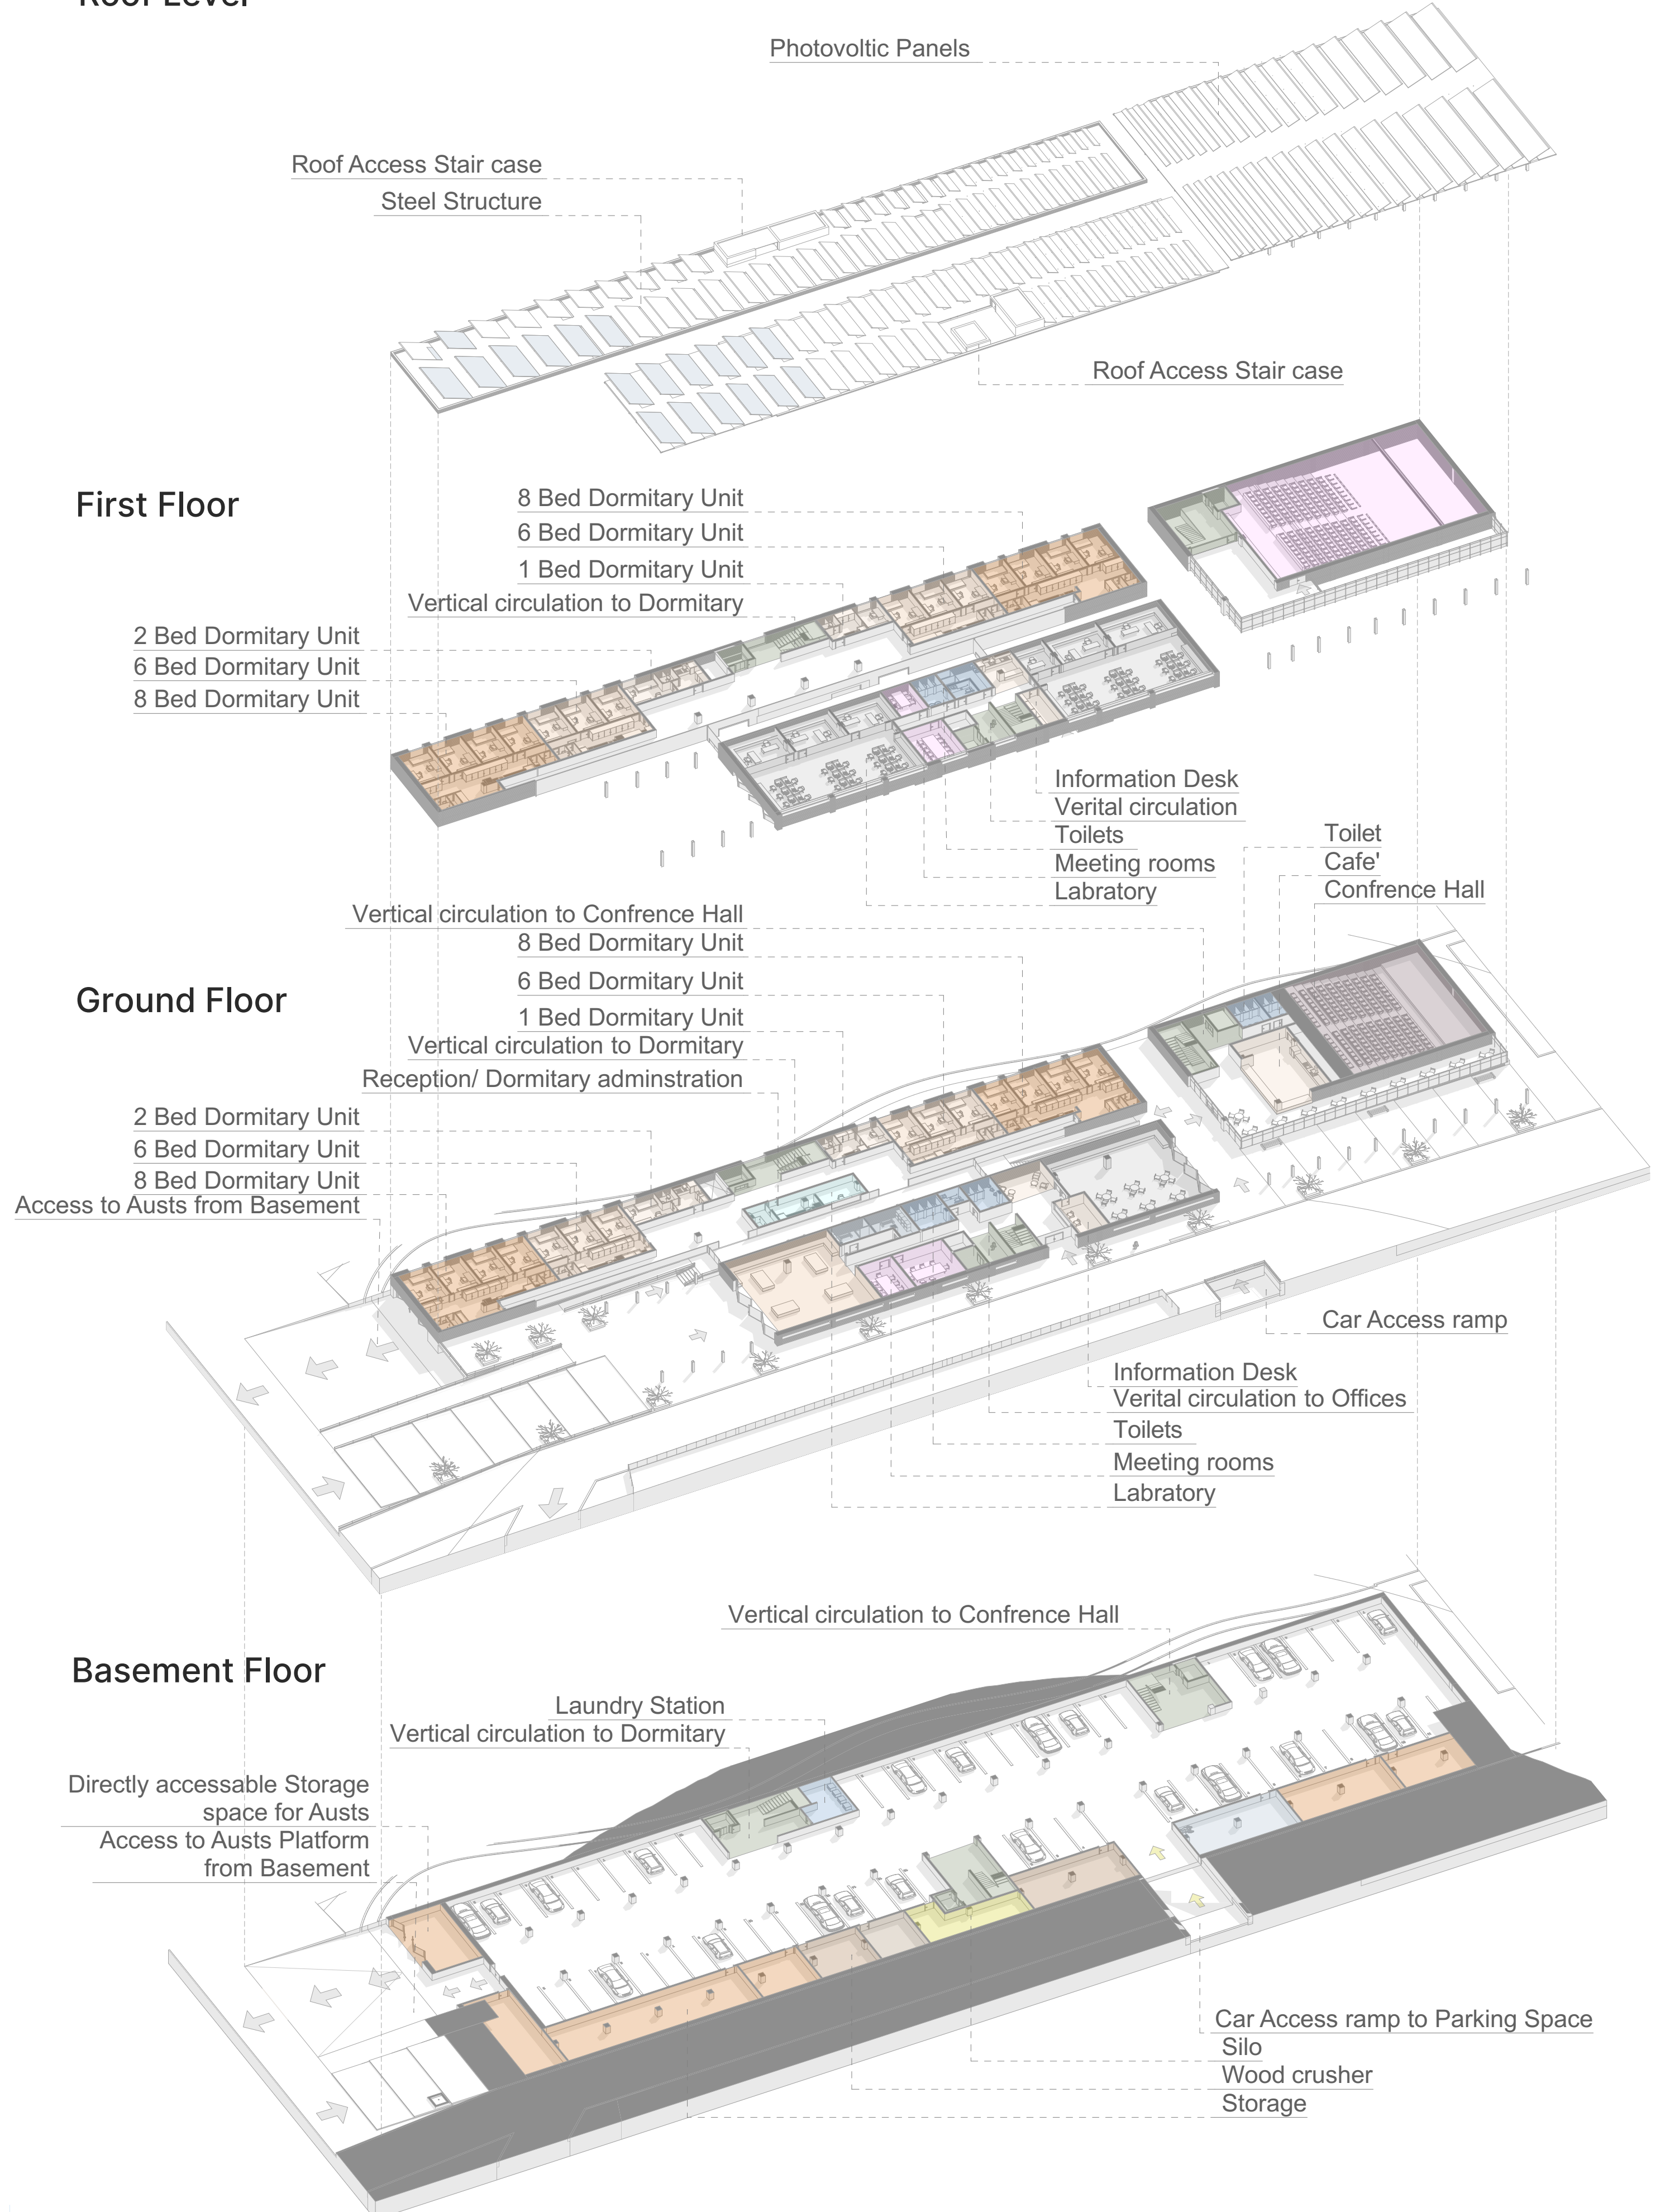 Roof Level
Photovoltic Panels
Roof Access Stair case
Steel Structure
Roof Access Stair case
First Floor
8 Bed Dormitary Unit
6 Bed Dormitary Unit
1 Bed Dormitary Unit
Vertical circulation to Dormitary
2 Bed Dormitary Unit
6 Bed Dormitary Unit
8 Bed Dormitary Unit
Information Desk
Verital circulation
Toilets
Meeting rooms
Labratory
Toilet
Cafe'
Confrence Hall
Ground Floor
Vertical circulation to Confrence Hall
8 Bed Dormitary Unit
6 Bed Dormitary Unit
1 Bed Dormitary Unit
Vertical circulation to Dormitary
Reception/ Dormitary adminstration
2 Bed Dormitary Unit
6 Bed Dormitary Unit
8 Bed Dormitary Unit
Access to Austs from Basement
Car Access ramp
Information Desk
Verital circulation to Offices
Toilets
Meeting rooms
Labratory
Basement Floor
Vertical circulation to Confrence Hall
Laundry Station
Vertical circulation to Dormitary
Directly accessable Storage
space for Austs
Access to Austs Platform
from Basement
Car Access ramp to Parking Space
Silo
Wood crusher
Storage